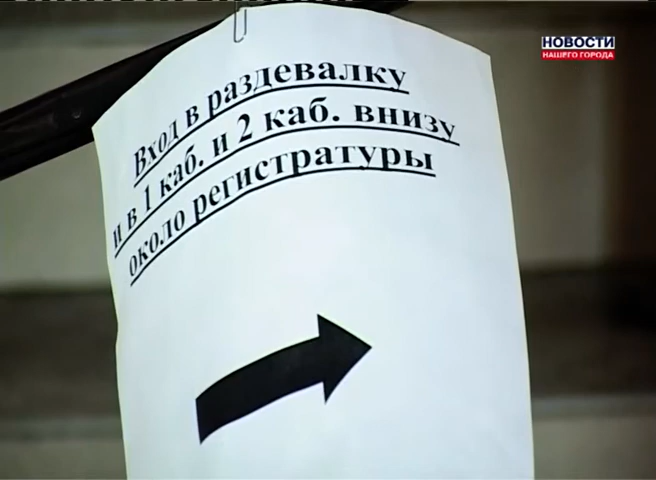 НОВОСТИ
НАШЕГО ГОРОДА
Вход в раздевалку
и в 1 каб. и 2 каб. внизу
около регистратуры